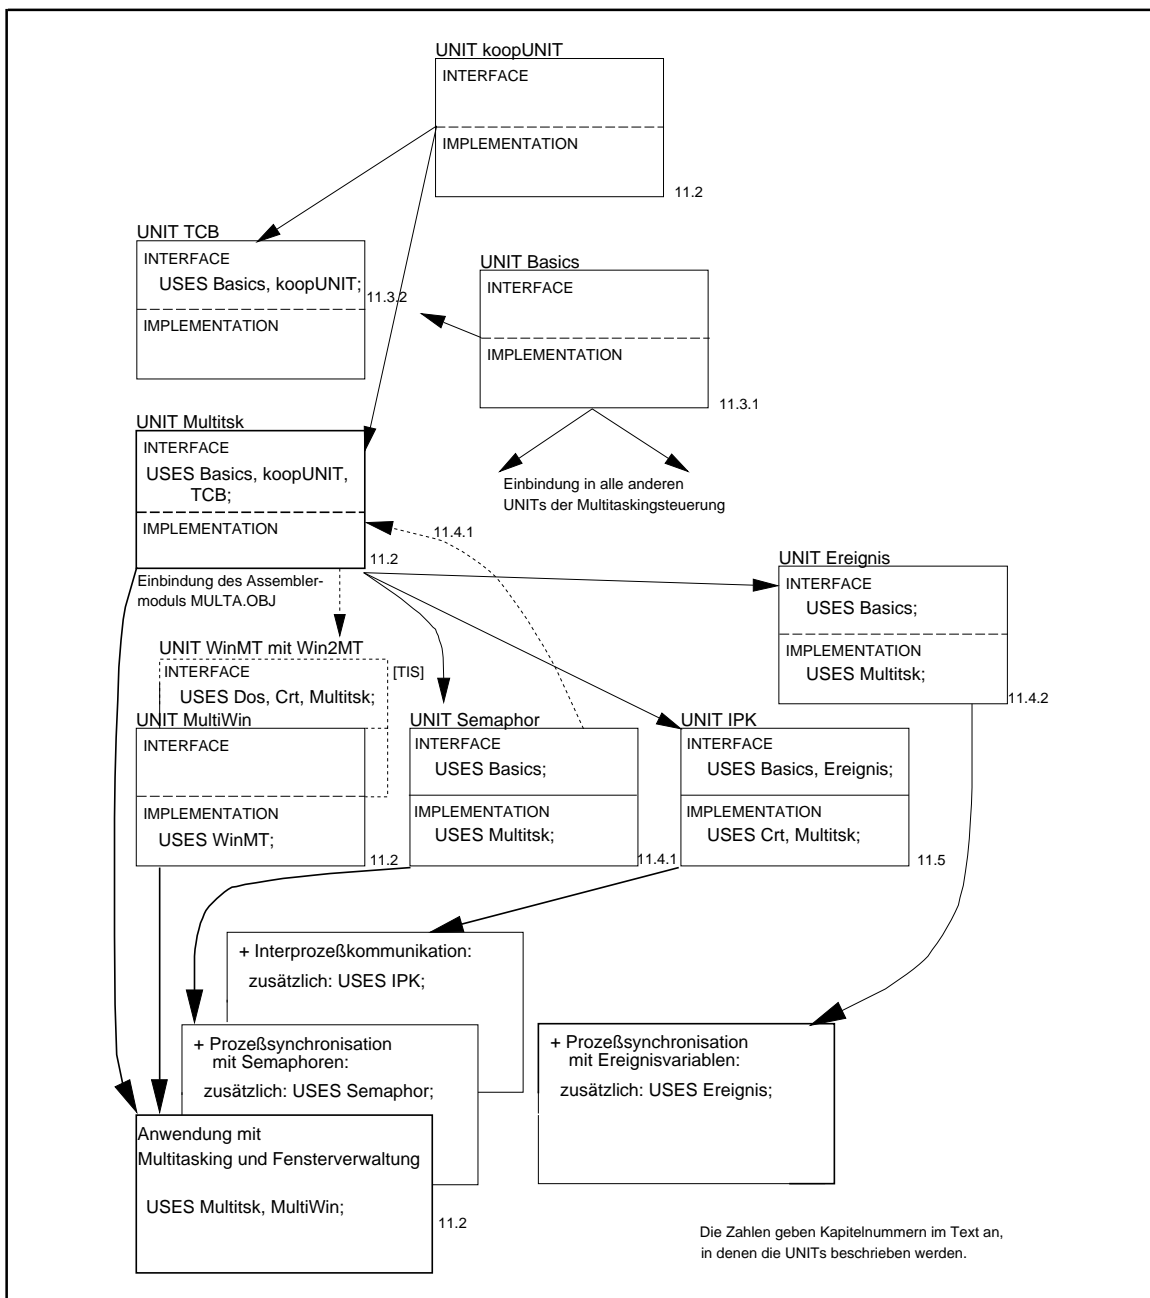 UNIT koopUNIT
INTERFACE
IMPLEMENTATION
11.2
UNIT TCB
INTERFACE
USES Basics, koopUNIT;
11.3.2
IMPLEMENTATION
UNIT Basics
INTERFACE
IMPLEMENTATION
11.3.1
Einbindung in alle anderen
UNITs der Multitaskingsteuerung
UNIT Multitsk
INTERFACE
USES Basics, koopUNIT,
TCB;
IMPLEMENTATION
11.2
11.4.1
Einbindung des Assembler-
moduls MULTA.OBJ
UNIT Ereignis
INTERFACE
USES Basics;
IMPLEMENTATION
USES Multitsk;
11.4.2
UNIT WinMT mit Win2MT
INTERFACE
[TIS]
USES Dos, Crt, Multitsk;
UNIT MultiWin
INTERFACE
IMPLEMENTATION
USES WinMT;
11.2
UNIT Semaphor
INTERFACE
USES Basics;
IMPLEMENTATION
USES Multitsk;
11.4.1
UNIT IPK
INTERFACE
USES Basics, Ereignis;
IMPLEMENTATION
USES Crt, Multitsk;
11.5
+ Interprozeßkommunikation:
zusätzlich: USES IPK;
+ Prozeßsynchronisation
mit Semaphoren:
zusätzlich: USES Semaphor;
+ Prozeßsynchronisation
mit Ereignisvariablen:
zusätzlich: USES Ereignis;
Anwendung mit
Multitasking und Fensterverwaltung
USES Multitsk, MultiWin;
11.2
Die Zahlen geben Kapitelnummern im Text an,
in denen die UNITs beschrieben werden.